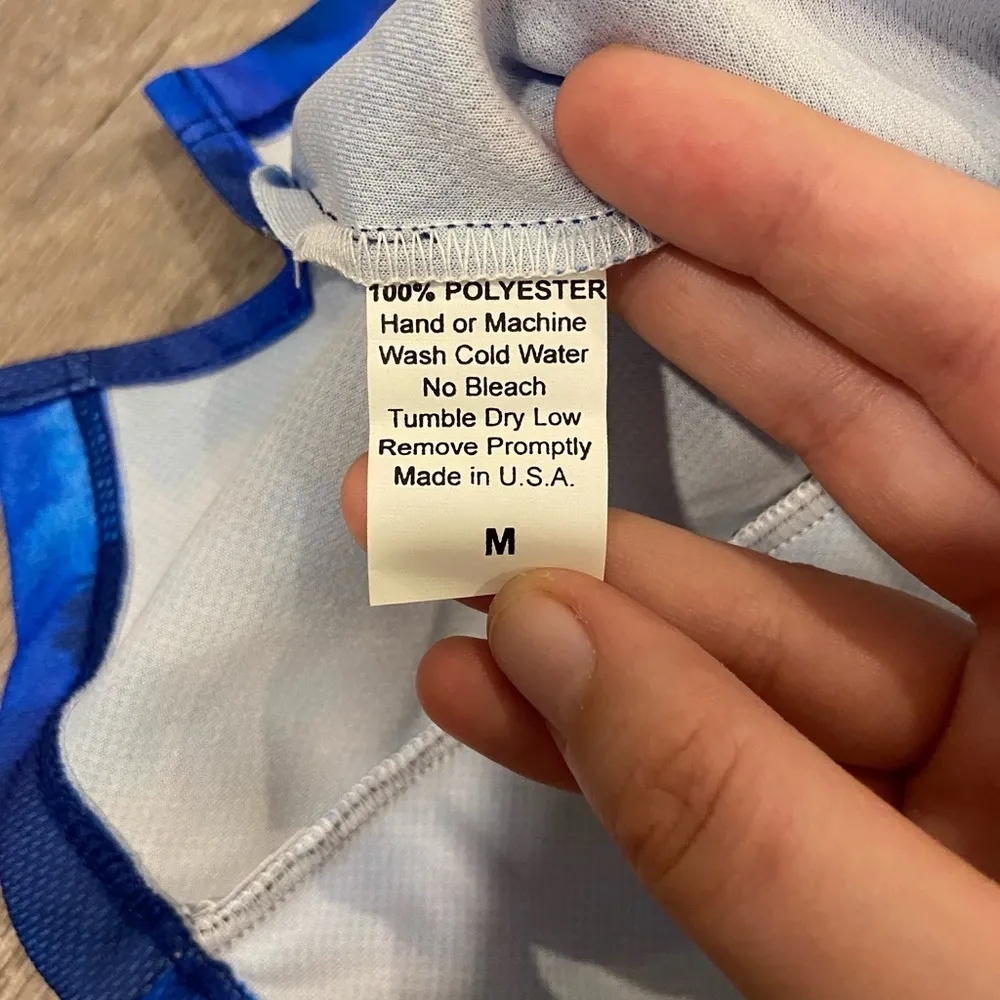 100% POLYESTER
Hand or Machine
Wash Cold Water
No Bleach
Tumble Dry Low
Remove Promptly
Made in U.S.A.
M